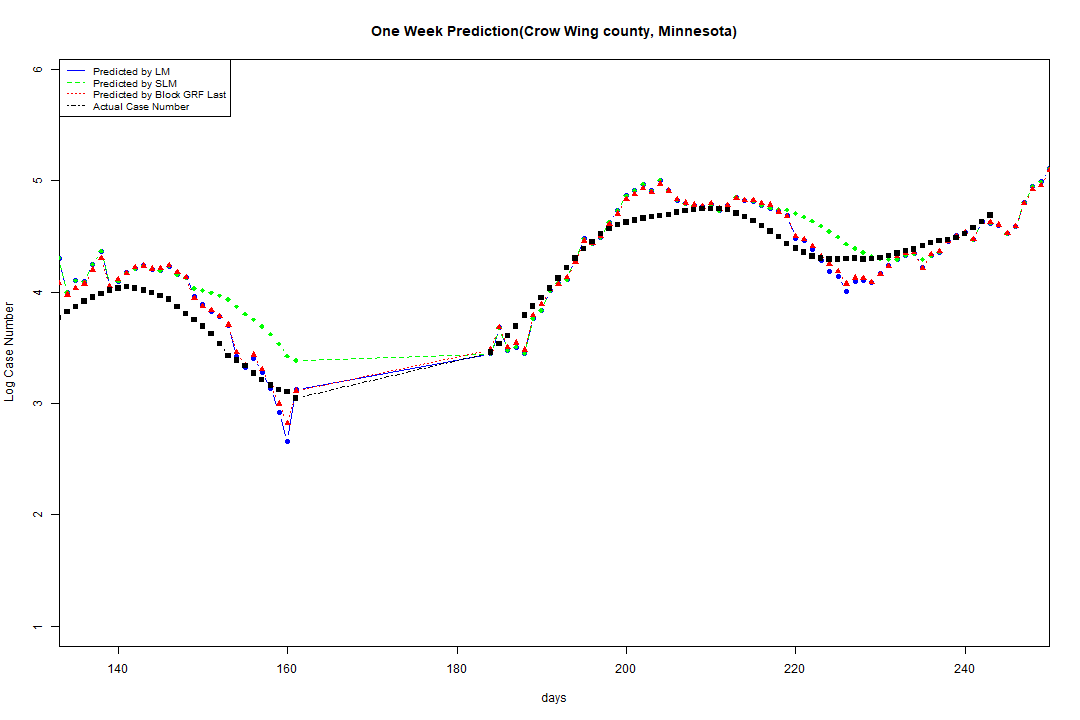 One Week Prediction(Crow Wing county, Minnesota)
Predicted by LM
Predicted by SLM
Predicted by Block GRF Last
Actual Case Number
6
5
4
3
2
1
Log Case Number
140 160 180 200 220 240
days